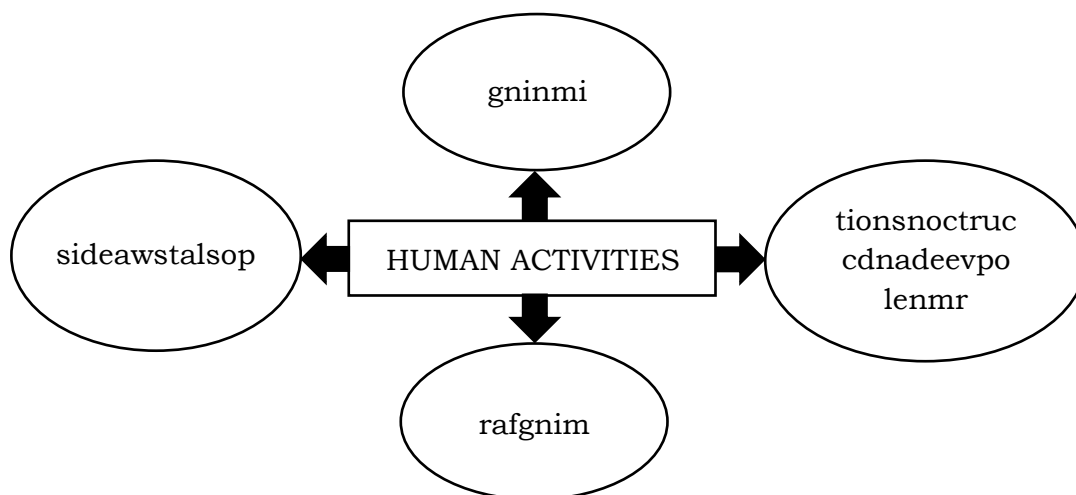 gninmi
sideawstalsop
HUMAN ACTIVITIES
tionsnoctruc
cdnadeevpo
lenmr
rafgnim